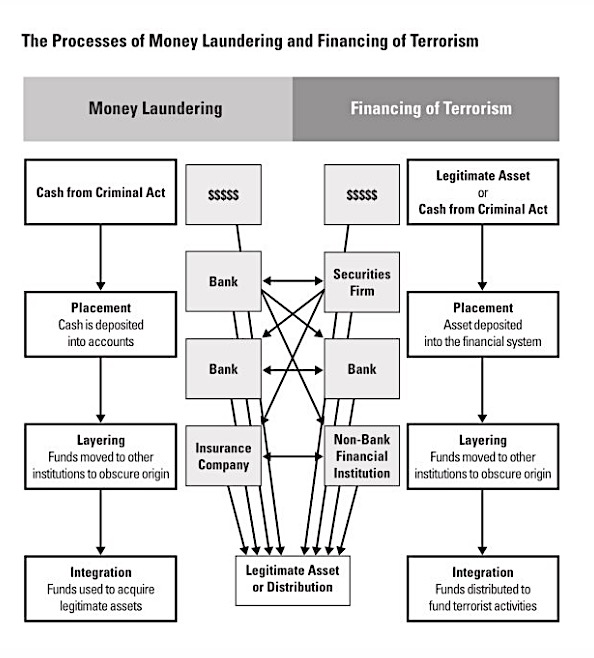 The Processes of Money Laundering and Financing of Terrorism
Money Laundering
Financing of Terrorism
Cash from Criminal Act
$$$$$
$$$$$
Legitimate Asset
or
Cash from Criminal Act
Bank
Securities
Firm
Placement
Cash is deposited
into accounts
Placement
Asset deposited
into the financial system
Bank
Bank
Layering
Funds moved to other
institutions to obscure origin
Insurance
Company
Non-Bank
Financial
Institution
Layering
Funds moved to other
institutions to obscure origin
Integration
Funds used to acquire
legitimate assets
Legitimate Asset
or Distribution
Integration
Funds distributed to
fund terrorist activities